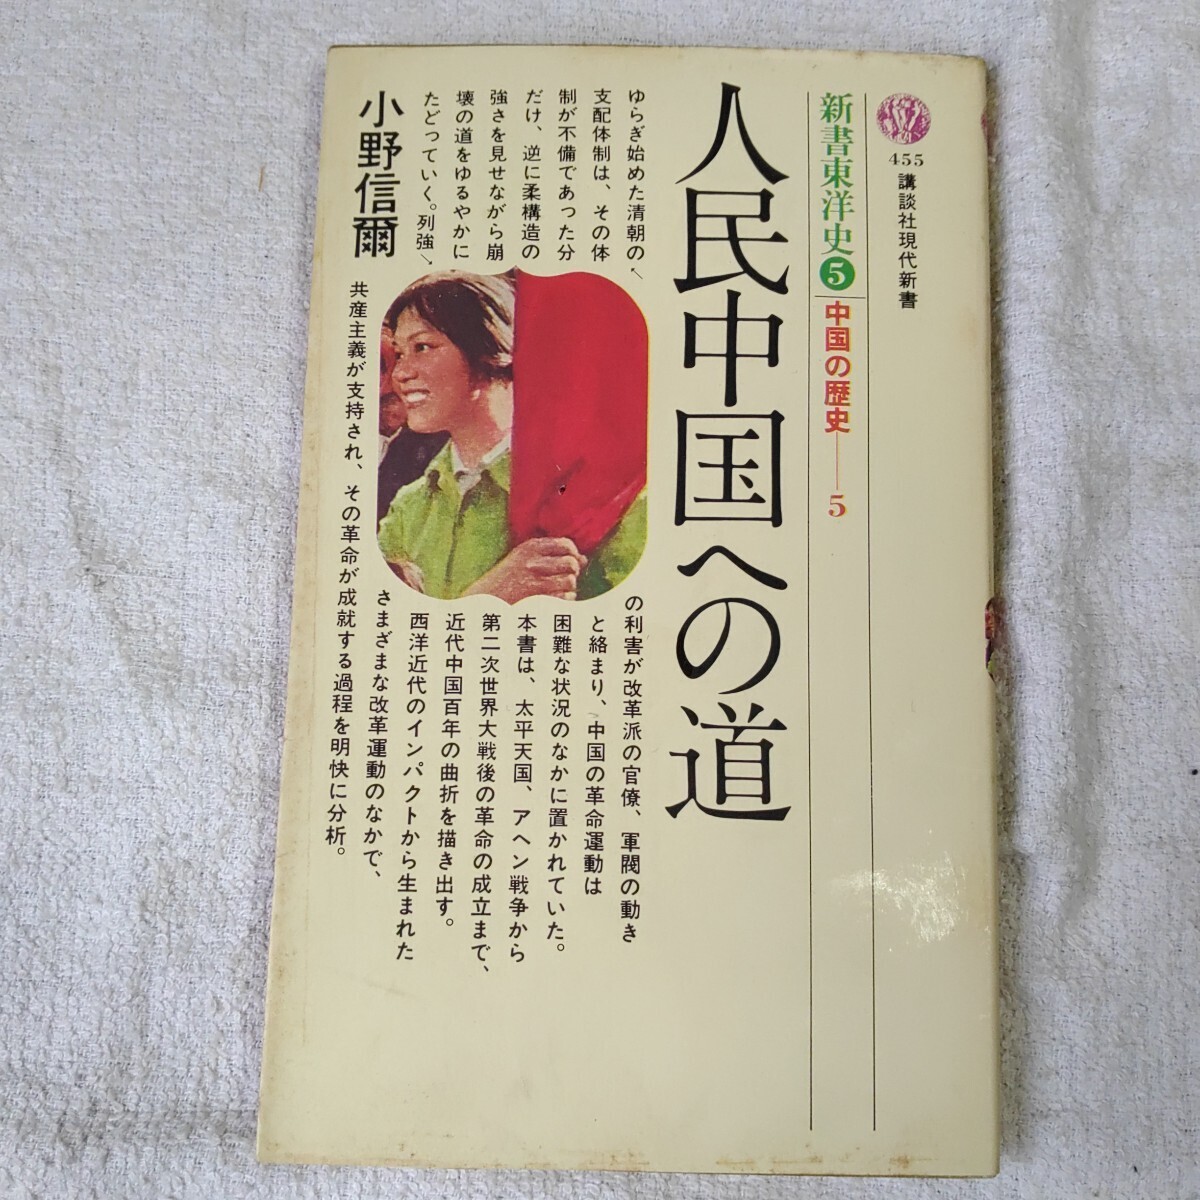 455
講談社現代新書
新書東洋史❺
中国の歴史——5
人民中国への道
ゆらぎ始めた清朝の
支配体制は、その体
制が不備であった分
だけ、逆に柔構造の
強さを見せながら崩
壊の道をゆるやかに
たどっていく。列強
の利害が改革派の官僚、軍閥の動き
と絡まり、中国の革命運動は
困難な状況のなかに置かれていた。
本書は、太平天国、アヘン戦争から
第二次世界大戦後の革命の成立まで、
近代中国百年の曲折を描き出す。
西洋近代のインパクトから生まれた
さまざまな改革運動のなかで、
共産主義が支持され、その革命が成就する過程を明快に分析。
小野信爾